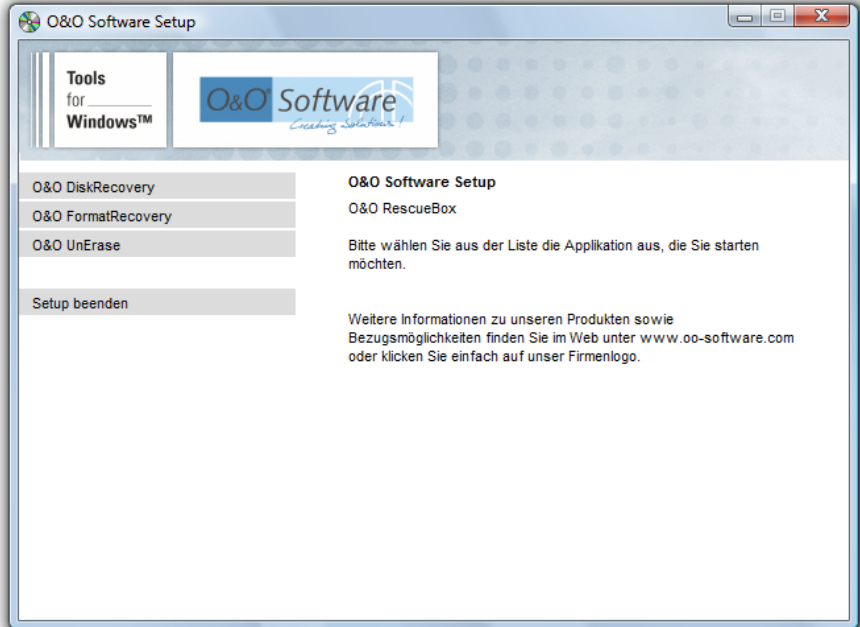 O&O Software Setup
Tools
for
Windows™
O&O® Software
Creating Solutions!
O&O DiskRecovery
O&O FormatRecovery
O&O UnErase
Setup beenden
O&O Software Setup
O&O RescueBox
Bitte wählen Sie aus der Liste die Applikation aus, die Sie starten
möchten.
Weitere Informationen zu unseren Produkten sowie
Bezugsmöglichkeiten finden Sie im Web unter www.oo-software.com
oder klicken Sie einfach auf unser Firmenlogo.